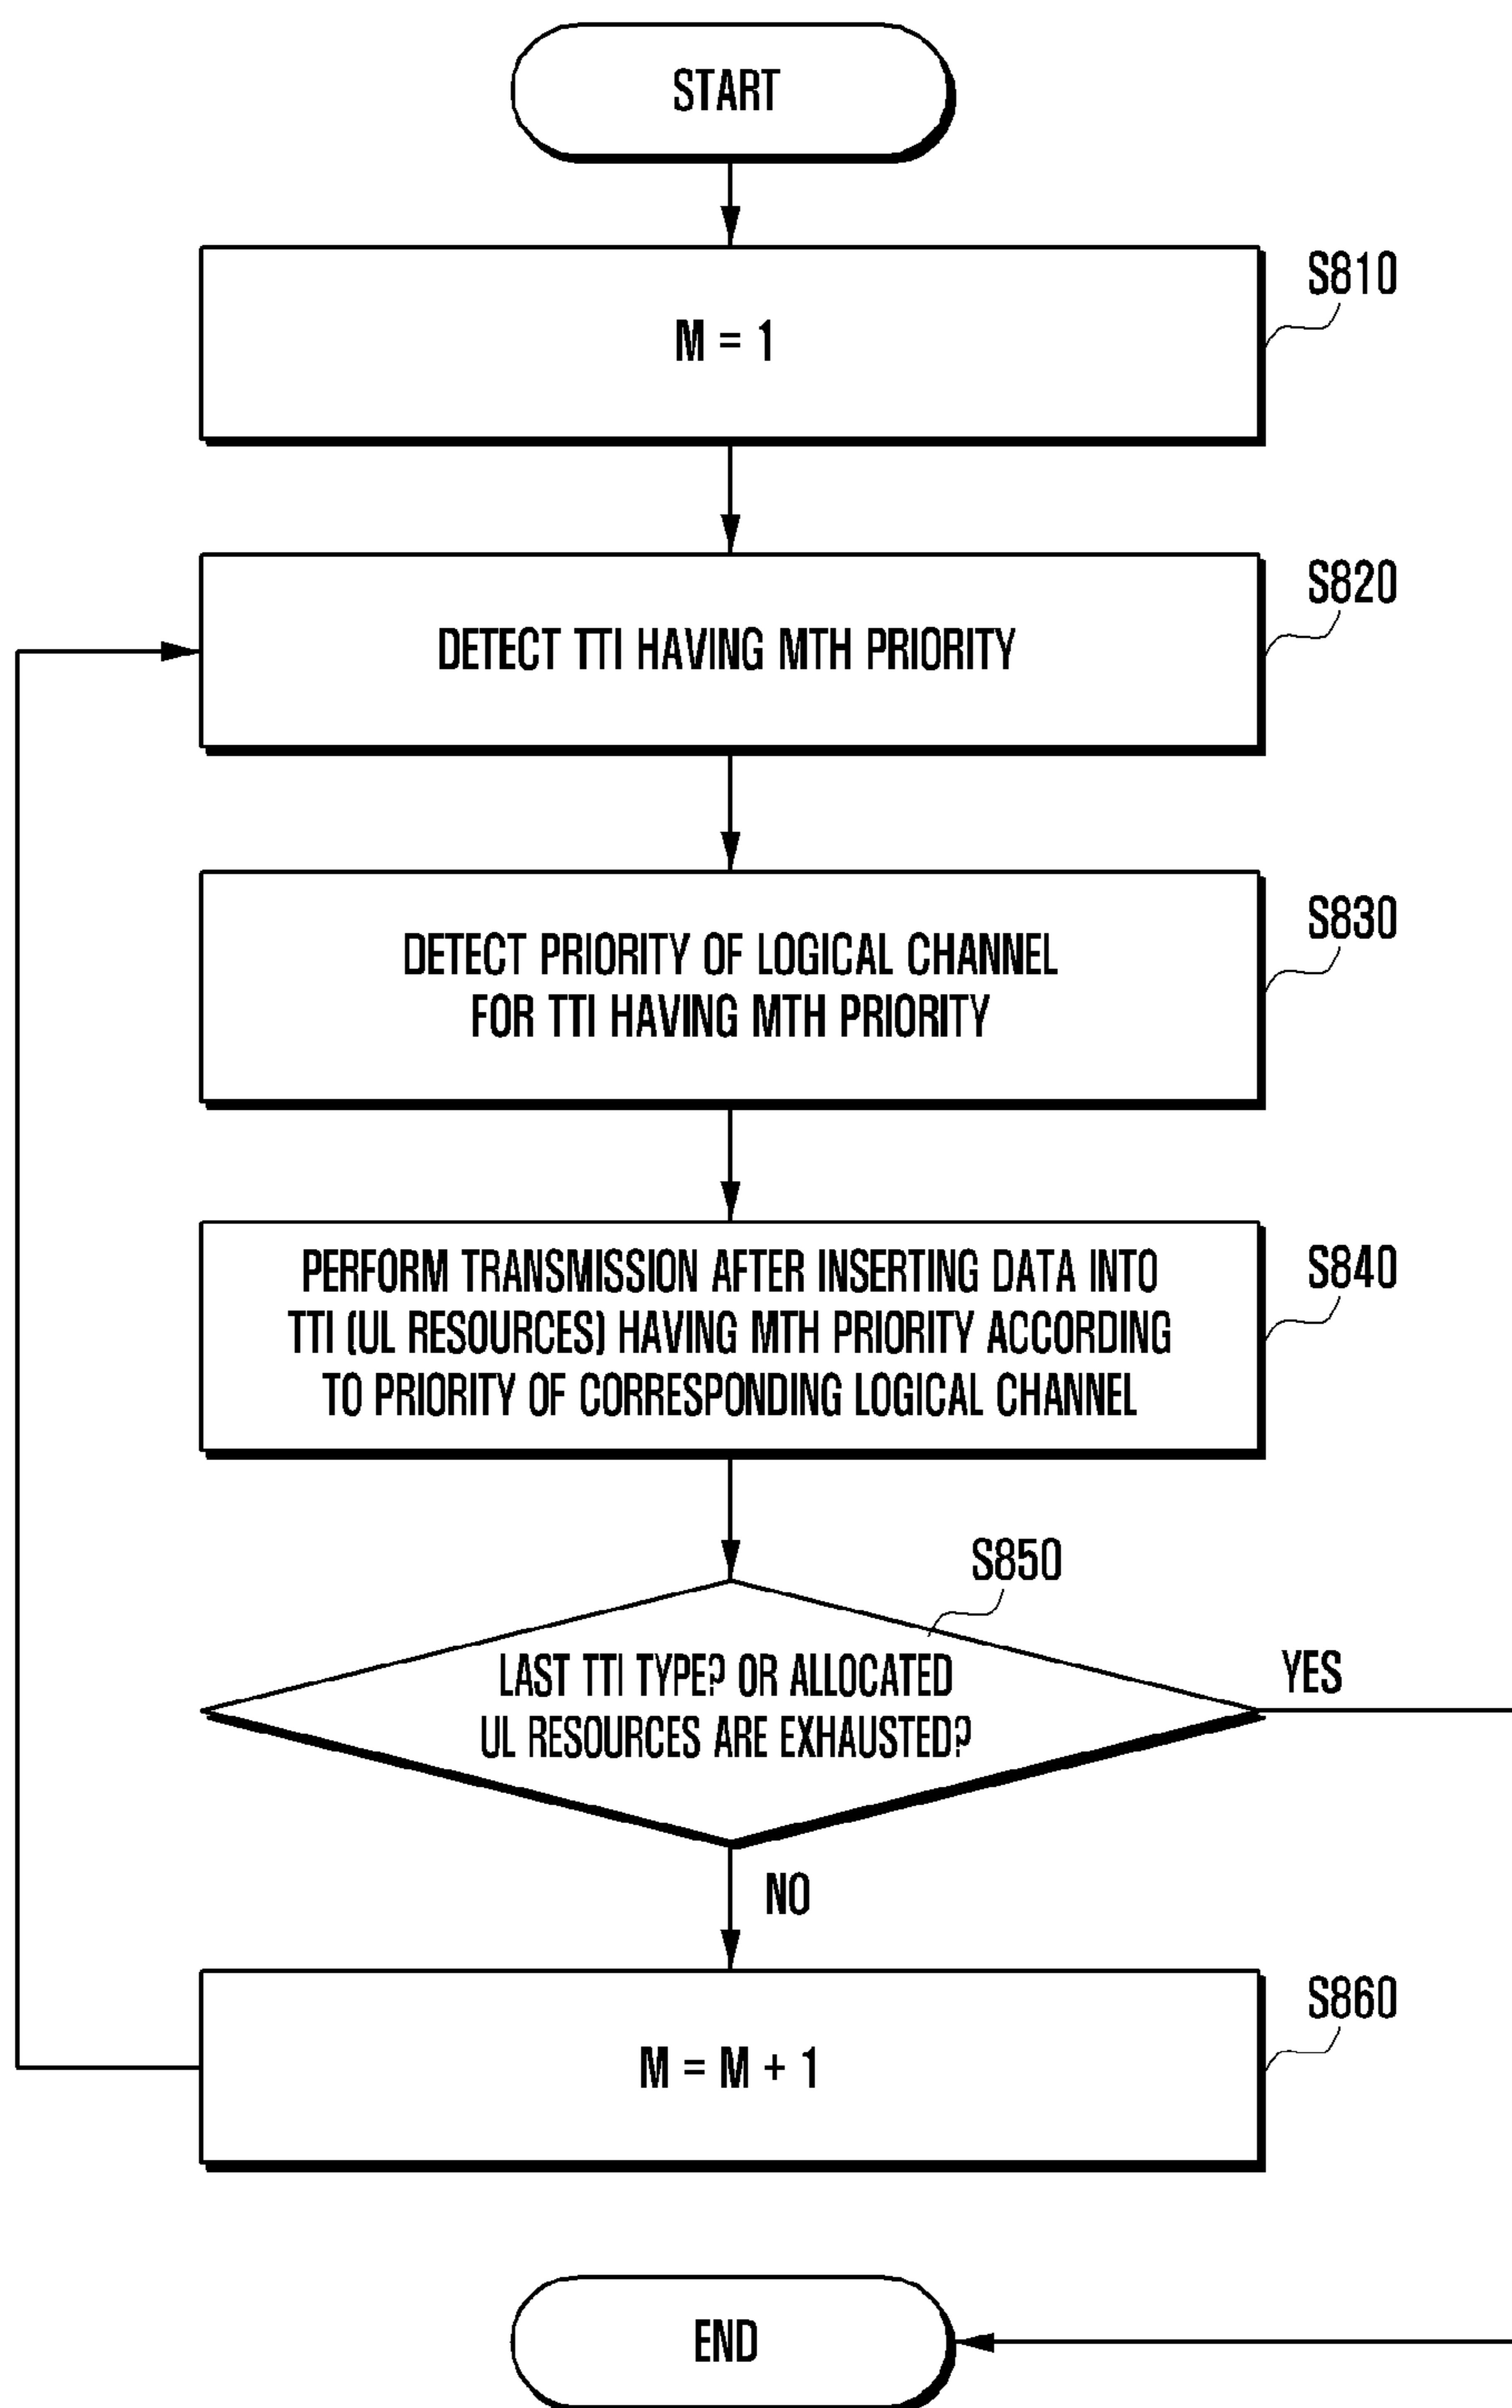 START
S810
M = 1
S820
DETECT TTI HAVING MTH PRIORITY
S830
DETECT PRIORITY OF LOGICAL CHANNEL
FOR TTI HAVING MTH PRIORITY
S840
PERFORM TRANSMISSION AFTER INSERTING DATA INTO
TTI (UL RESOURCES) HAVING MTH PRIORITY ACCORDING
TO PRIORITY OF CORRESPONDING LOGICAL CHANNEL
S850
LAST TTI TYPE? OR ALLOCATED
UL RESOURCES ARE EXHAUSTED?
YES
NO
S860
M = M + 1
END